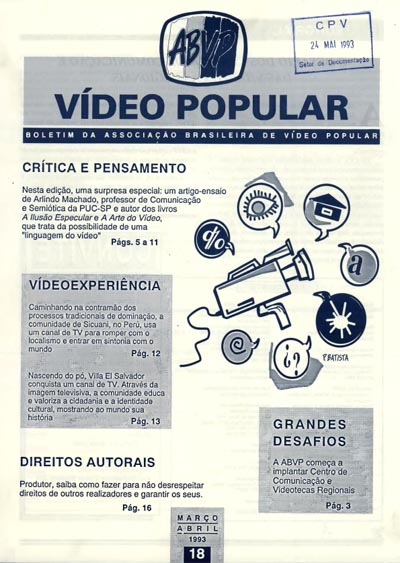 ABVP
CPV
24 MAI 1993
Setor de Documentação
VÍDEO POPULAR
BOLETIM DA ASSOCIAÇÃO BRASILEIRA DE VÍDEO POPULAR
CRÍTICA E PENSAMENTO
Nesta edição, uma surpresa especial: um artigo-ensaio
de Arlindo Machado, professor de Comunicação
e Semiótica da PUC-SP e autor dos livros
A Ilusão Especular e A Arte do Vídeo,
que trata da possibilidade de uma
"linguagem do vídeo"
Págs. 5 a 11
%
a
@
¿?
P.BATISTA
VÍDEOEXPERIÊNCIA
Caminhando na contramão dos
processos tradicionais de dominação, a
comunidade de Sicuani, no Perú, usa
um canal de TV para romper com o
localismo e entrar em sintonia com o
mundo
Pág. 12
Nascendo do pó, Villa El Salvador
conquista um canal de TV. Através da
imagem televisiva, a comunidade educa
e valoriza a cidadania e a identidade
cultural, mostrando ao mundo sua
história
Pág. 13
GRANDES
DESAFIOS
A ABVP começa a
implantar Centro de
Comunicação e
Vídeotecas Regionais
Pág. 3
DIREITOS AUTORAIS
Produtor, saiba como fazer para não desrespeitar
direitos de outros realizadores e garantir os seus.
Pág. 16
MARÇO
ABRIL
1993
18